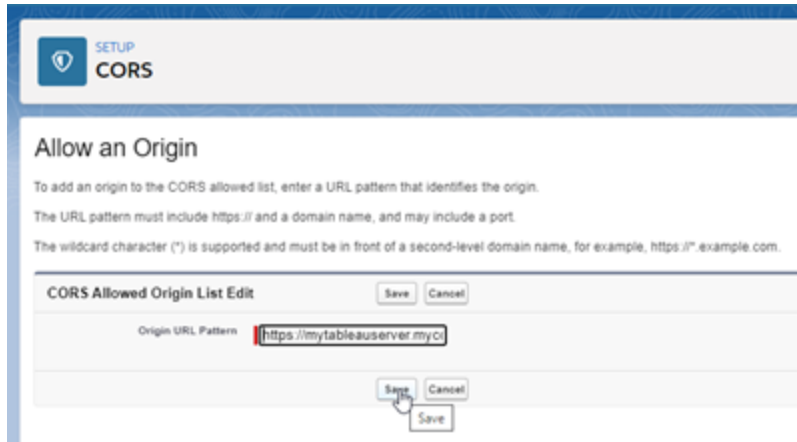 SETUP
CORS
Allow an Origin
To add an origin to the CORS allowed list, enter a URL pattern that identifies the origin.
The URL pattern must include https:// and a domain name, and may include a port.
The wildcard character (*) is supported and must be in front of a second-level domain name, for example, https://*.example.com.
CORS Allowed Origin List Edit Save Cancel
Origin URL Pattern https://mytableauserver.myco
Save Cancel
Save